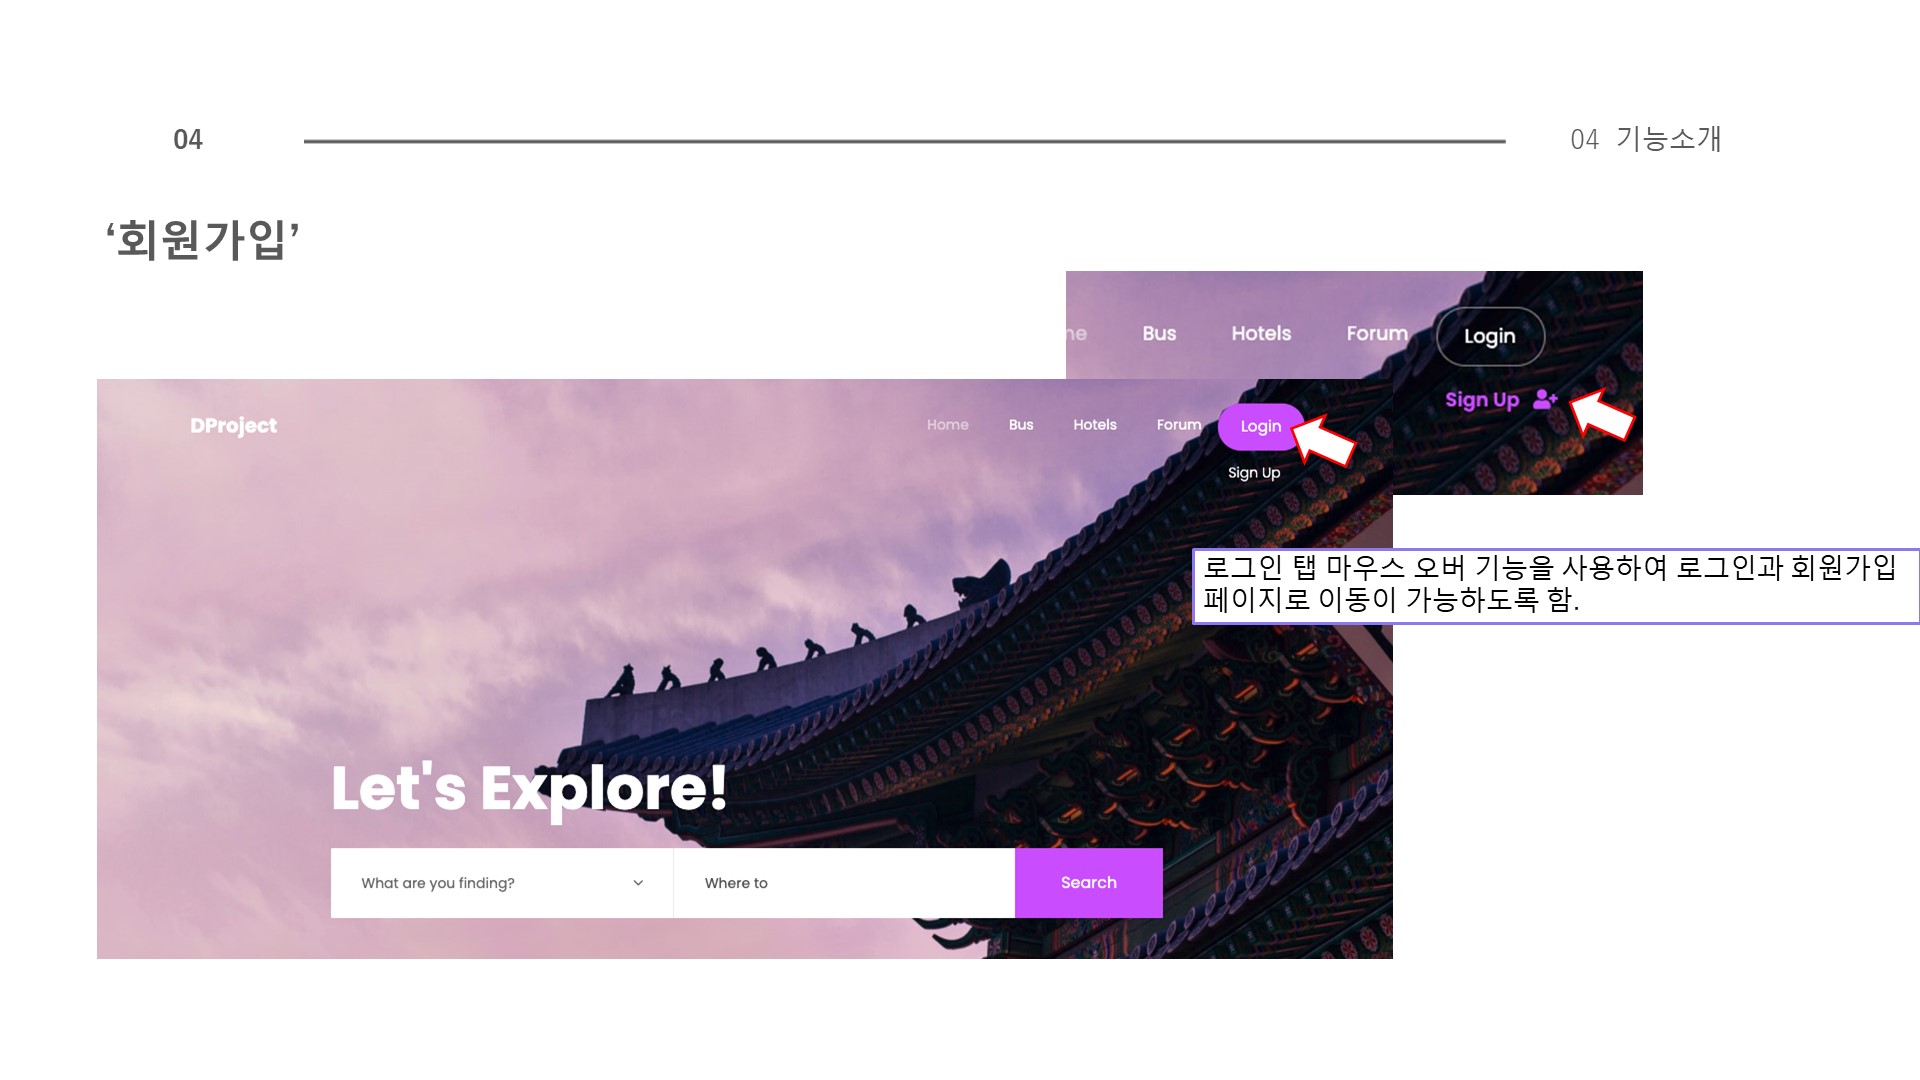 04
04 기능소개
‘회원가입’
Bus Hotels Forum Login
Sign Up
DProject
Home Bus Hotels Forum Login
Sign Up
로그인 탭 마우스 오버 기능을 사용하여 로그인과 회원가입
페이지로 이동이 가능하도록 함.
Let's Explore!
What are you finding? Where to Search